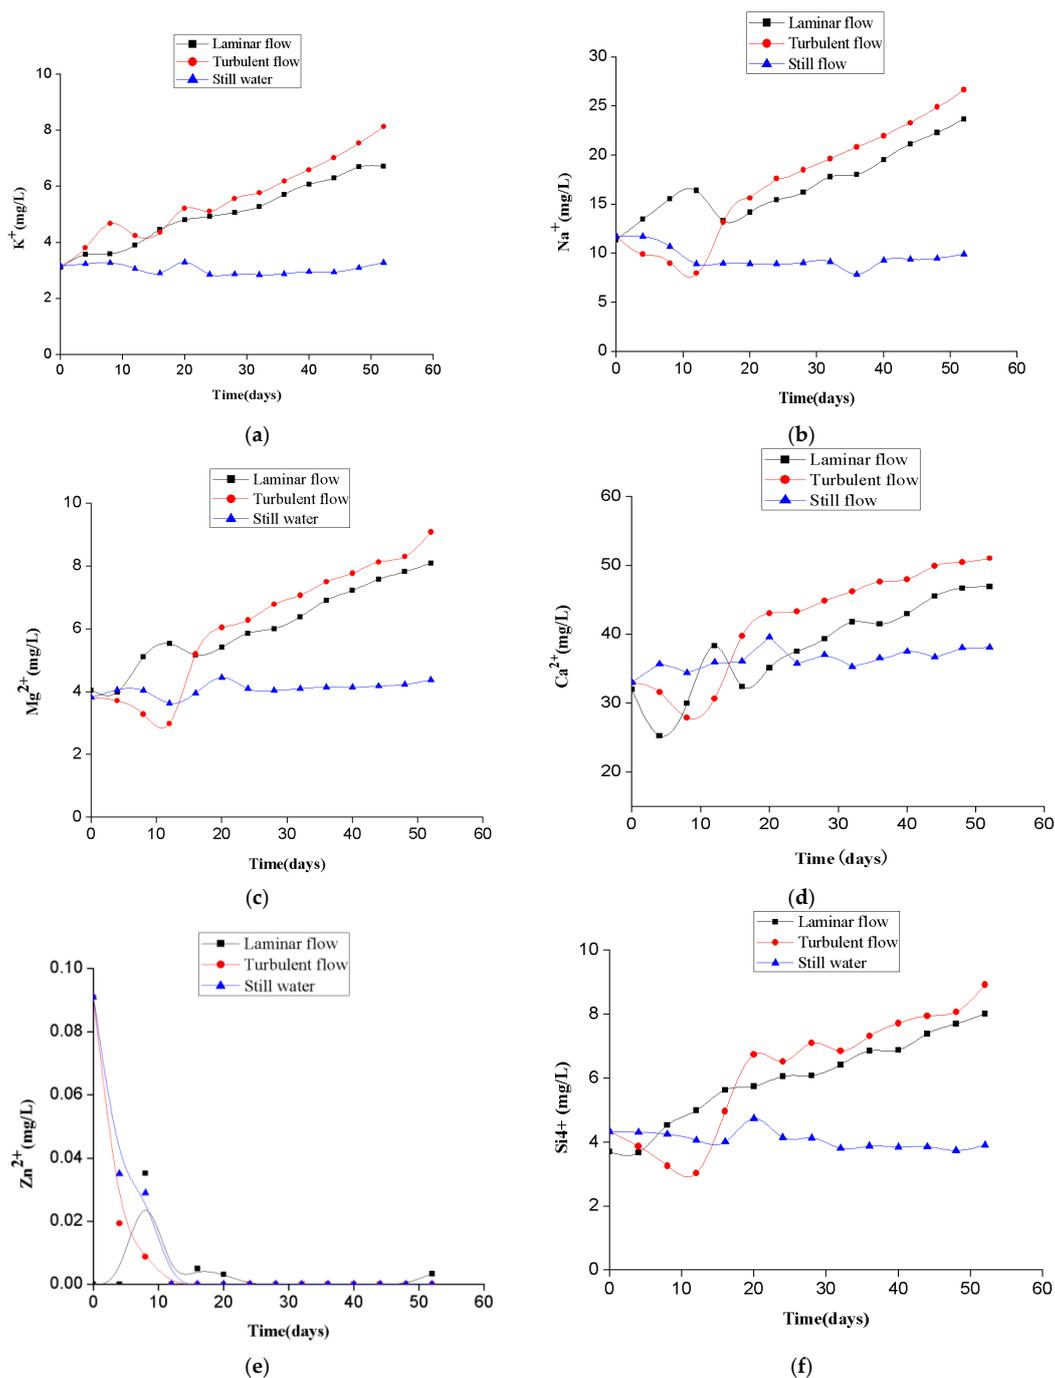 Laminar flow
Turbulent flow
Still water
10
8
6
4
2
0
K+(mg/L)
0 10 20 30 40 50 60
Time(days)
(a)
Laminar flow
Turbulent flow
Still flow
30
25
20
15
10
5
0
Na+(mg/L)
0 10 20 30 40 50 60
Time(days)
(b)
Laminar flow
Turbulent flow
Still water
10
8
6
4
2
0
Mg2+(mg/L)
0 10 20 30 40 50 60
Time(days)
(c)
Laminar flow
Turbulent flow
Still flow
60
50
40
30
20
Ca2+(mg/L)
0 10 20 30 40 50 60
Time(days)
(d)
Laminar flow
Turbulent flow
Still water
0.10
0.08
0.06
0.04
0.02
0.00
Zn2+(mg/L)
0 10 20 30 40 50 60
Time(days)
(e)
Laminar flow
Turbulent flow
Still water
10
8
6
4
2
0
Si4+ (mg/L)
0 10 20 30 40 50 60
Time(days)
(f)